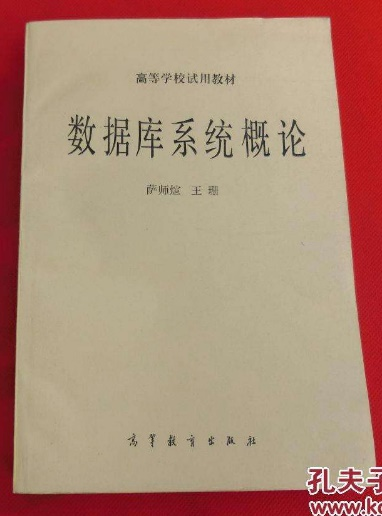 高等学校试用教材
数据库系统概论
萨师煊 王珊
高等教育出版社
孔夫子